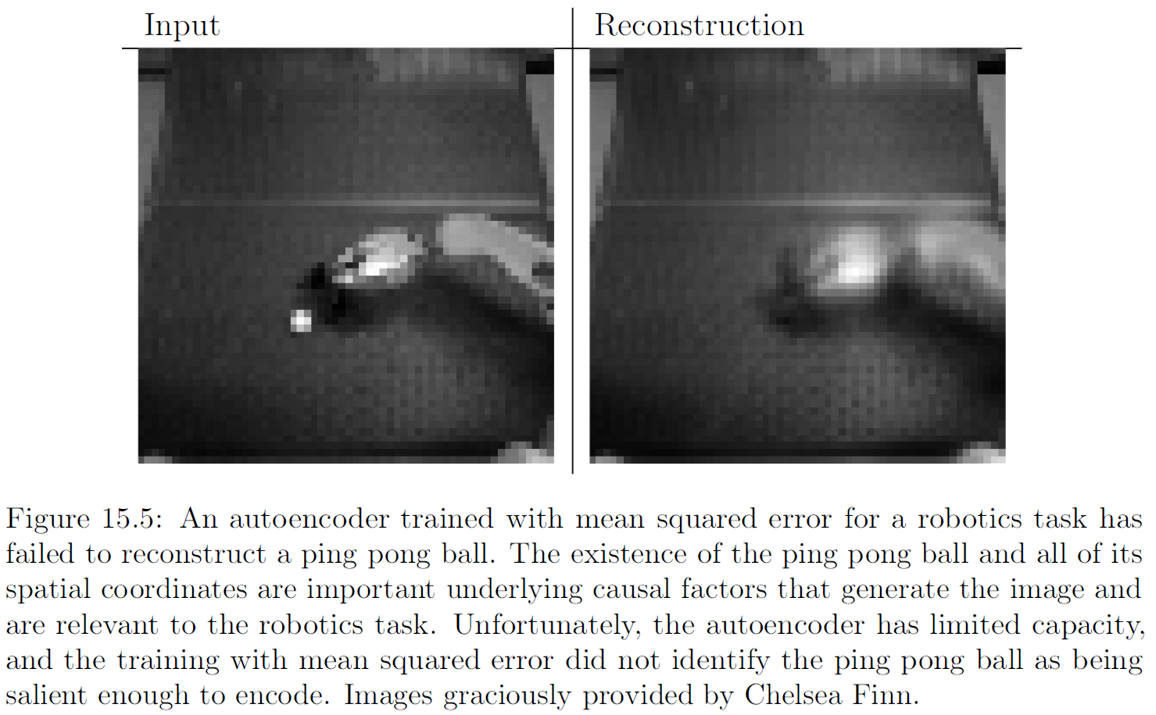 Input
Reconstruction
Figure 15.5: An autoencoder trained with mean squared error for a robotics task has
failed to reconstruct a ping pong ball. The existence of the ping pong ball and all of its
spatial coordinates are important underlying causal factors that generate the image and
are relevant to the robotics task. Unfortunately, the autoencoder has limited capacity,
and the training with mean squared error did not identify the ping pong ball as being
salient enough to encode. Images graciously provided by Chelsea Finn.